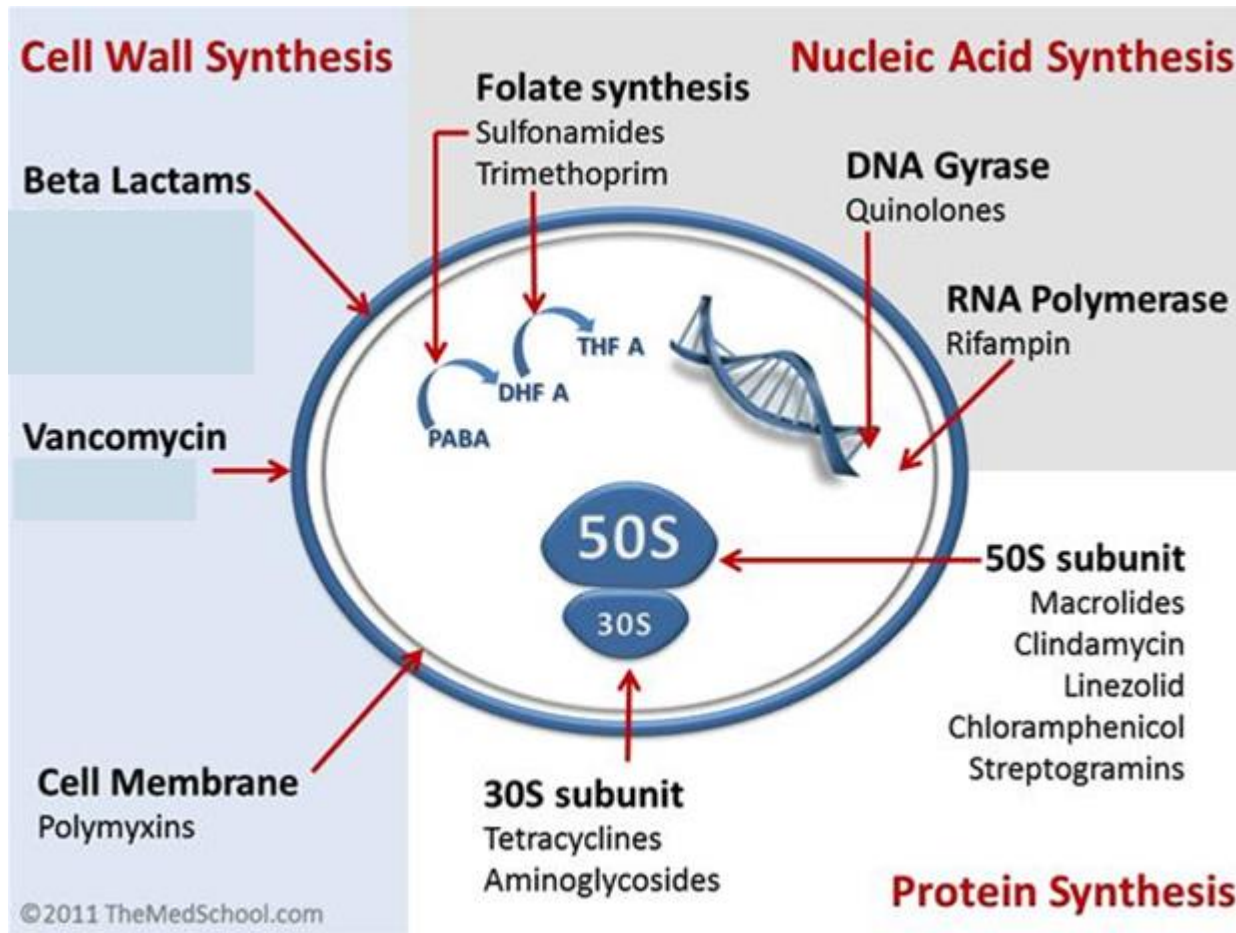 Cell Wall Synthesis
Beta Lactams
Vancomycin
Cell Membrane
Polymyxins
©2011 TheMedSchool.com
Folate synthesis
Sulfonamides
Trimethoprim
PABA
DHF A
THF A
Nucleic Acid Synthesis
DNA Gyrase
Quinolones
RNA Polymerase
Rifampin
50S
30S
50S subunit
Macrolides
Clindamycin
Linezolid
Chloramphenicol
Streptogramins
30S subunit
Tetracyclines
Aminoglycosides
Protein Synthesis